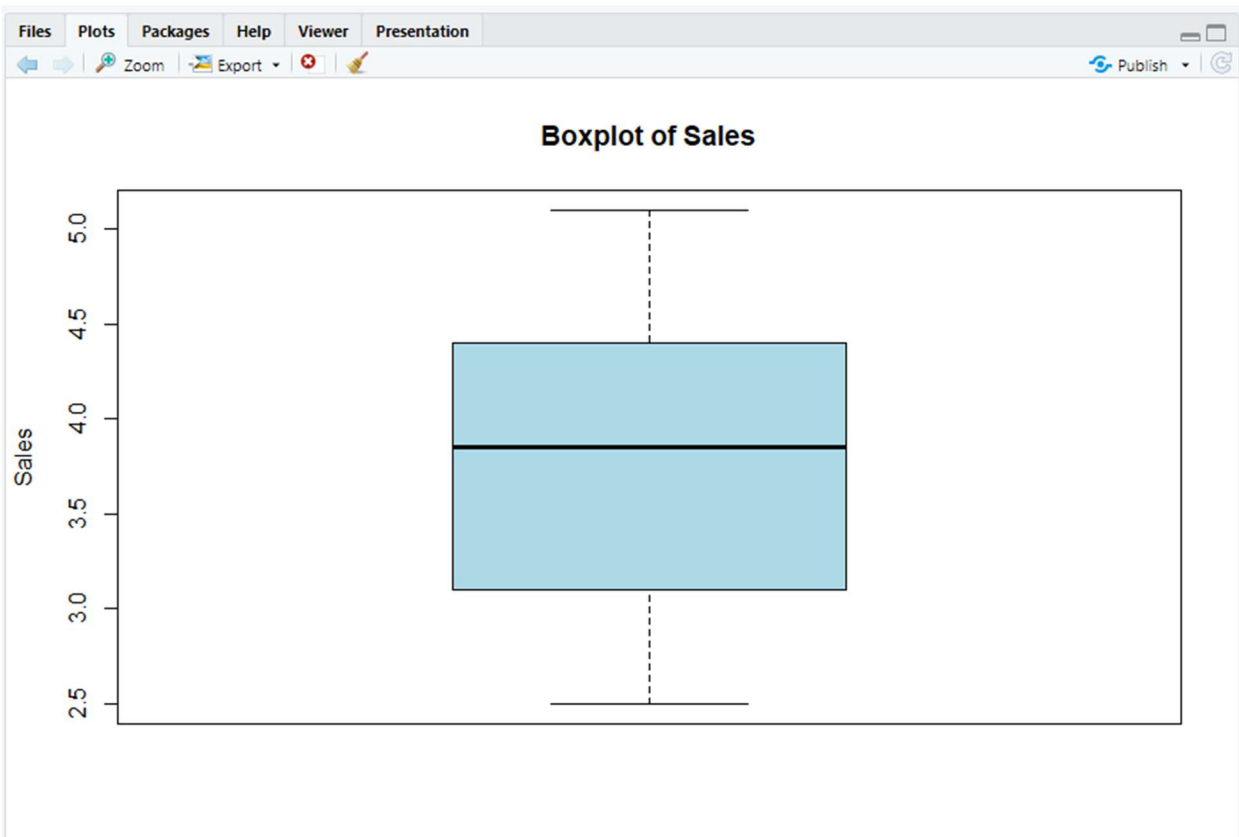 Files Plots Packages Help Viewer Presentation
Zoom Export Publish
Boxplot of Sales
Sales
5.0
4.5
4.0
3.5
3.0
2.5